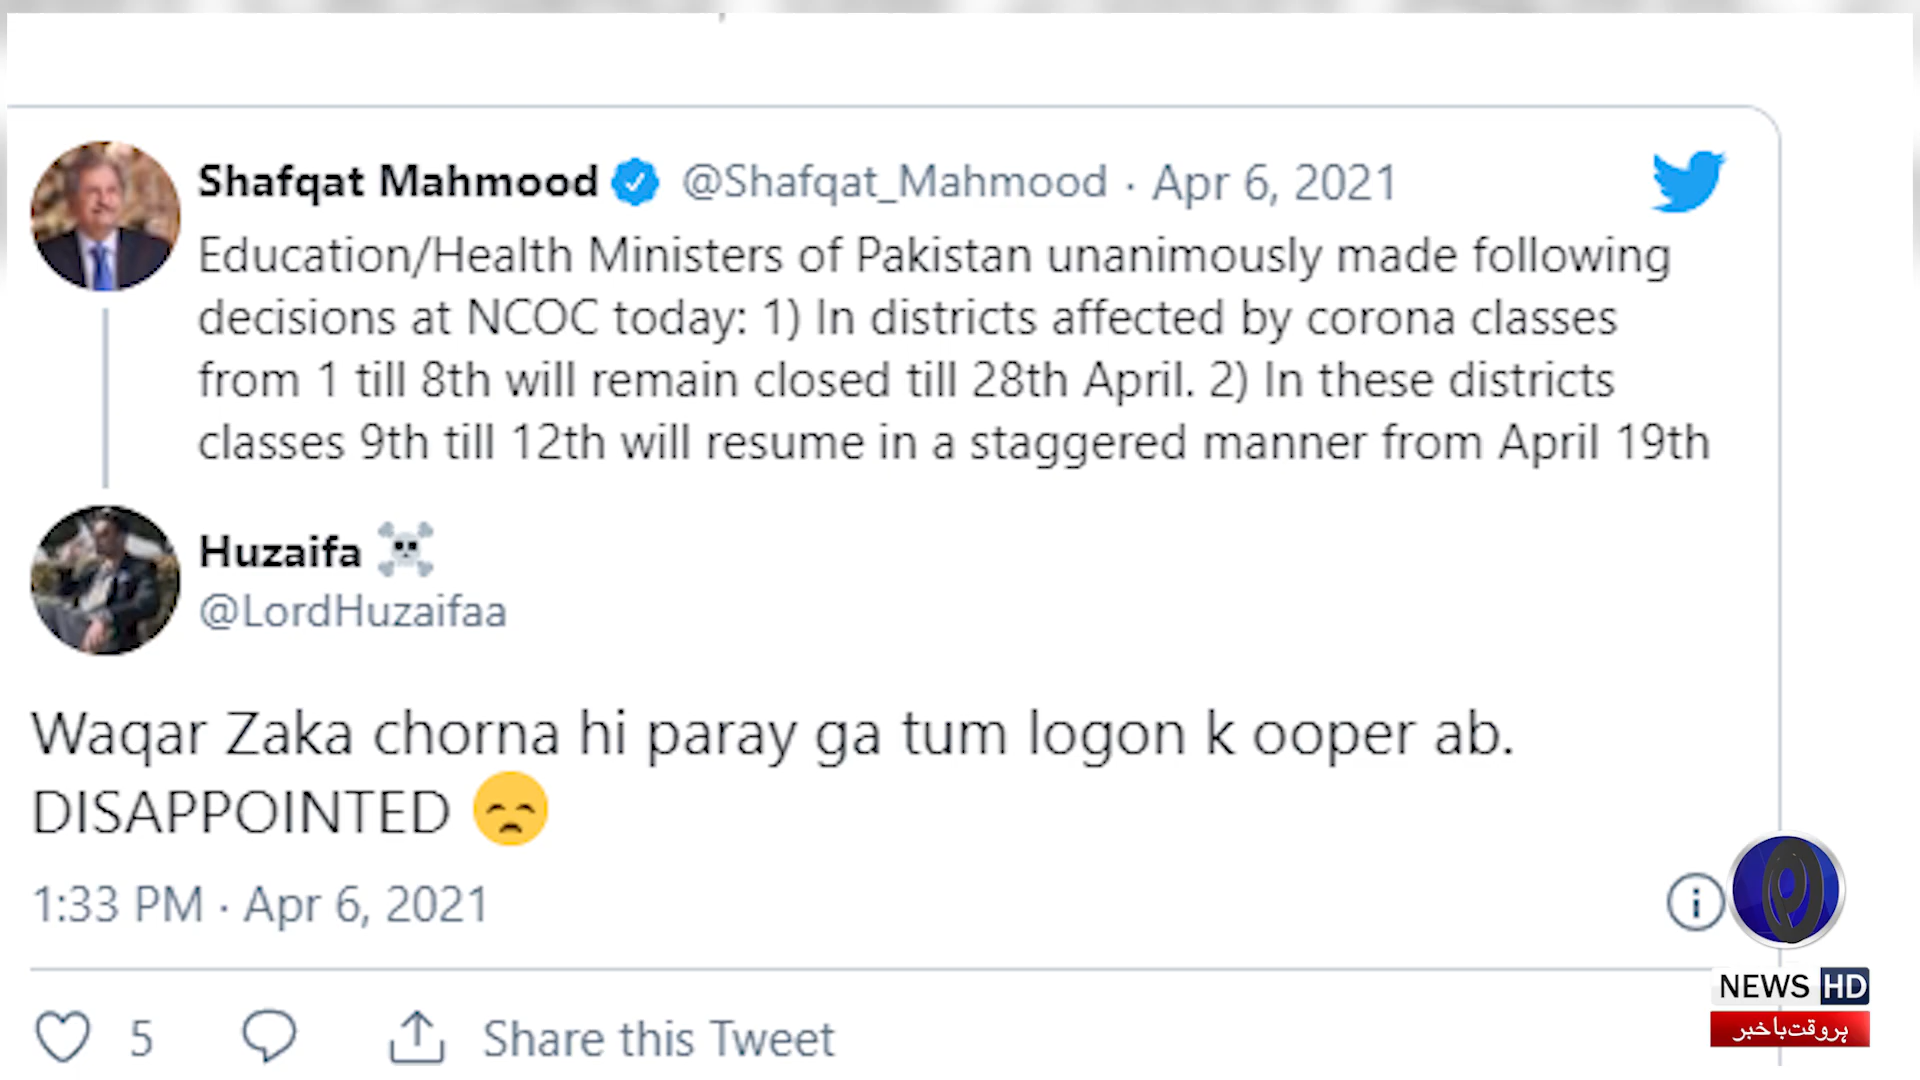 Shafqat Mahmood @Shafqat_Mahmood · Apr 6, 2021
Education/Health Ministers of Pakistan unanimously made following
decisions at NCOC today: 1) In districts affected by corona classes
from 1 till 8th will remain closed till 28th April. 2) In these districts
classes 9th till 12th will resume in a staggered manner from April 19th
Huzaifa ☠️
@LordHuzaifaa
Waqar Zaka chorna hi paray ga tum logon k ooper ab.
DISAPPOINTED 😞
1:33 PM · Apr 6, 2021
5 Share this Tweet
NEWS HD
ہر وقت باخبر